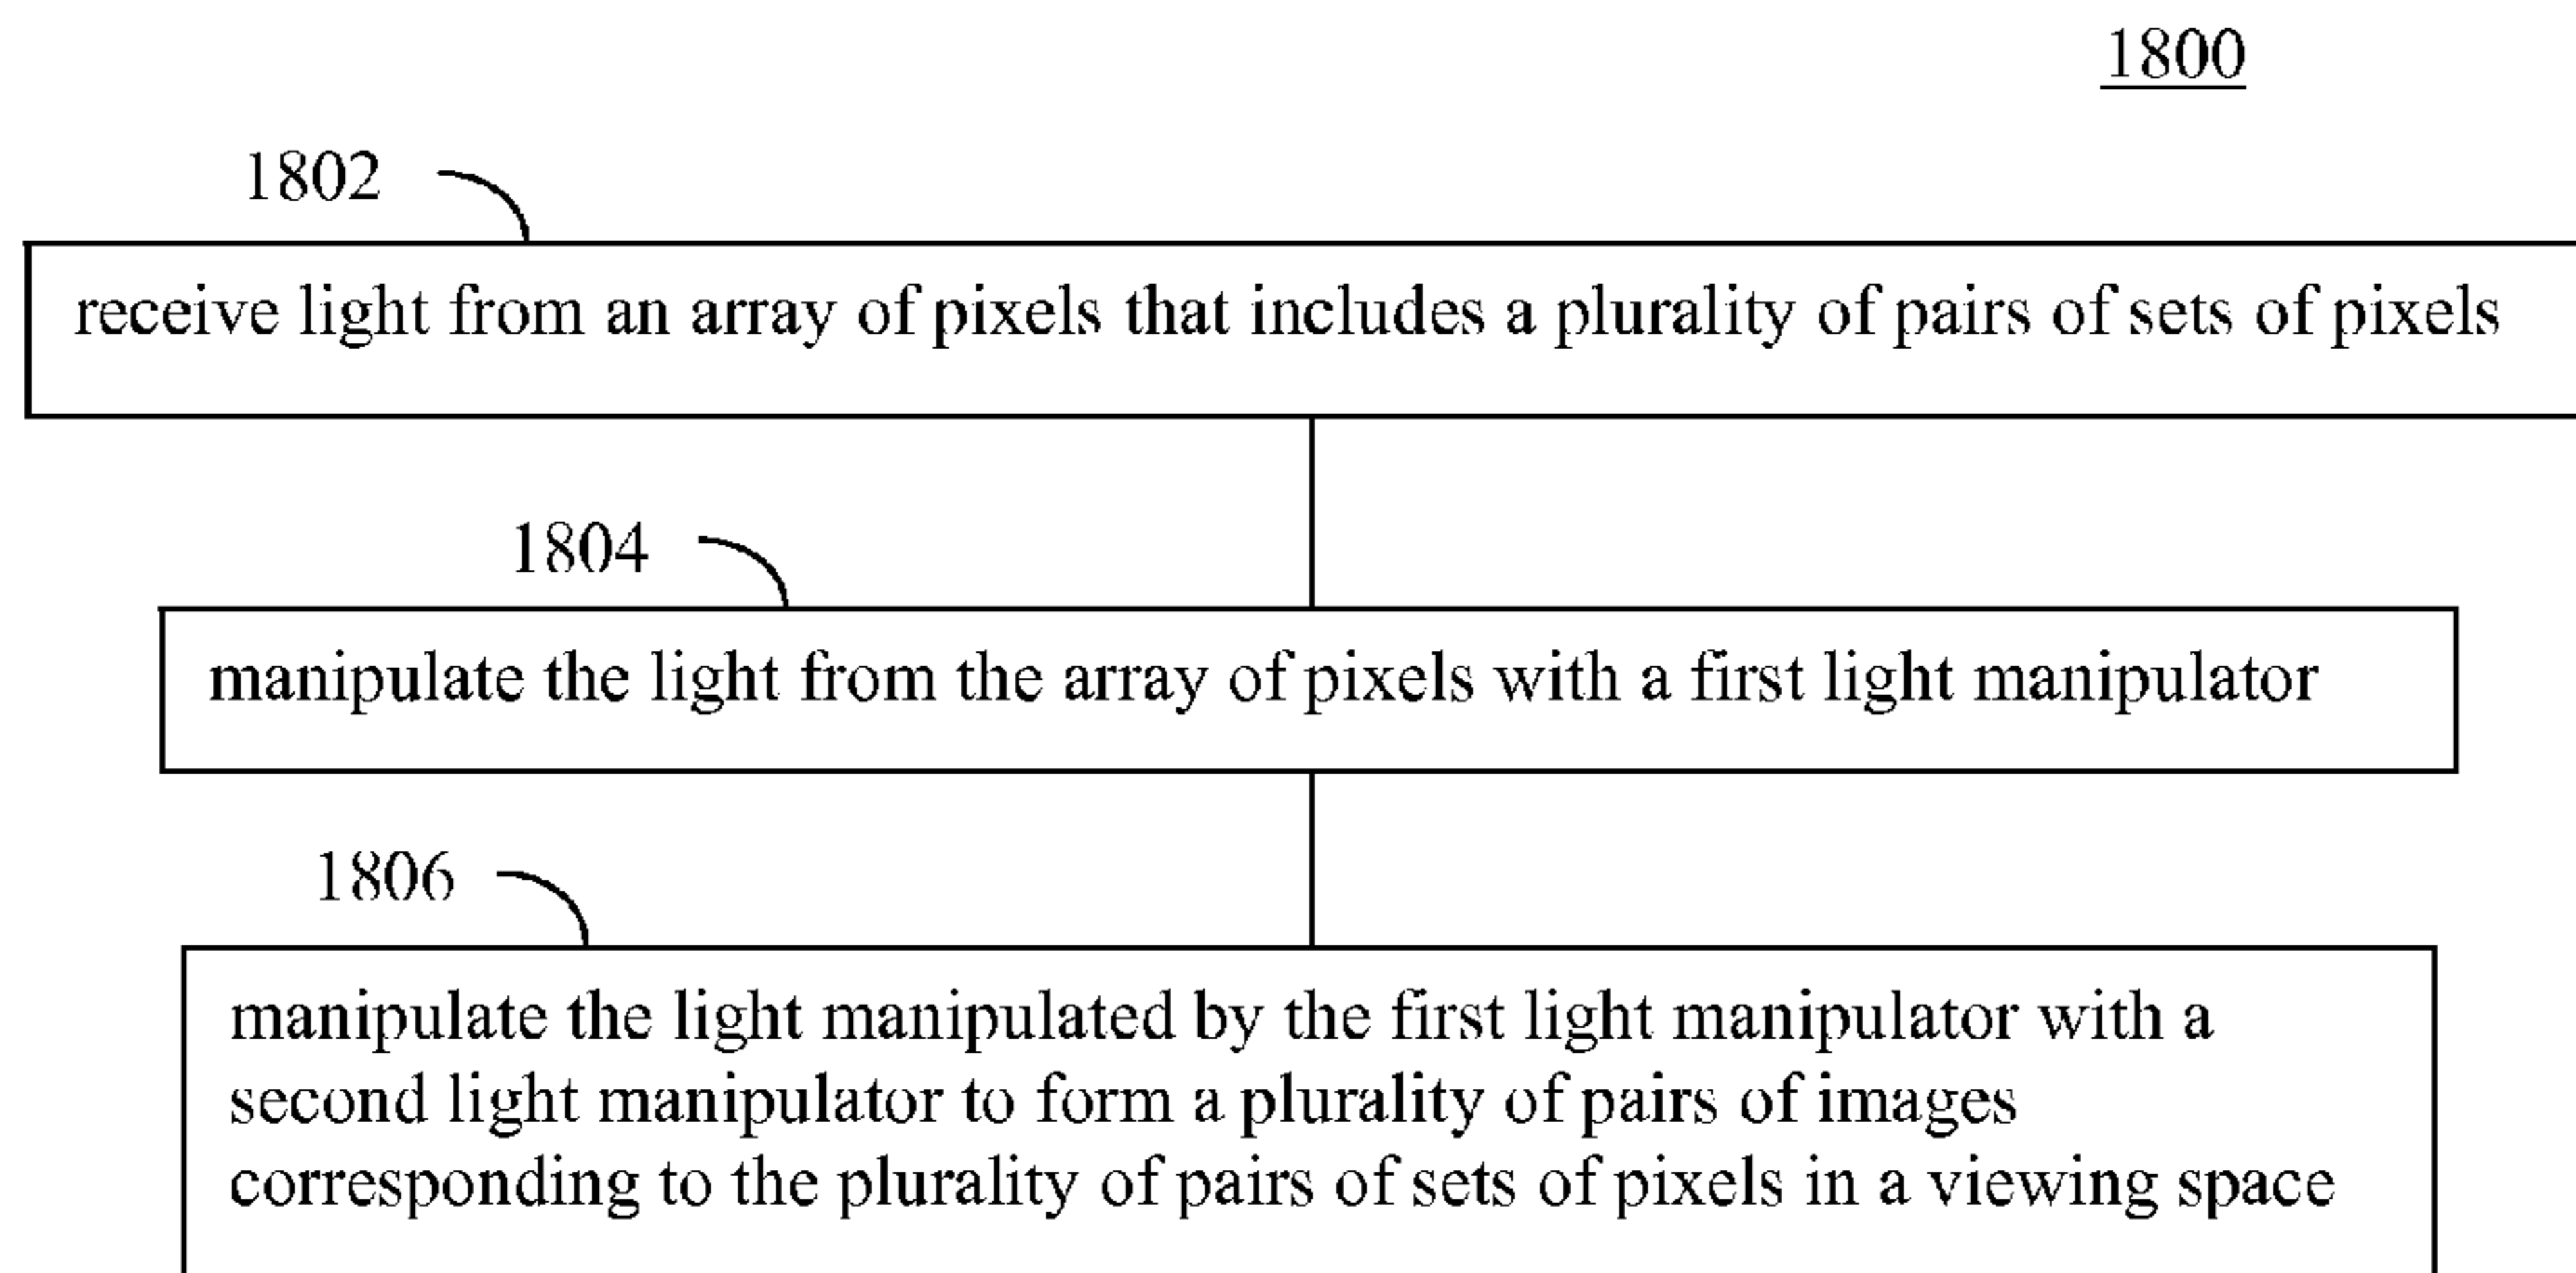 1800
1802
receive light from an array of pixels that includes a plurality of pairs of sets of pixels
1804
manipulate the light from the array of pixels with a first light manipulator
1806
manipulate the light manipulated by the first light manipulator with a
second light manipulator to form a plurality of pairs of images
corresponding to the plurality of pairs of sets of pixels in a viewing space